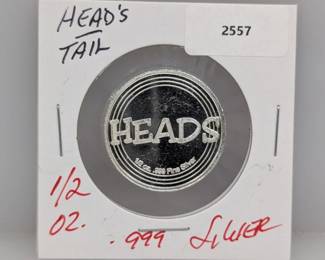 HEAD'S
TAIL
2557
HEADS
1/2 oz. .999 Fine Silver
1/2
OZ.
.999 SILVER